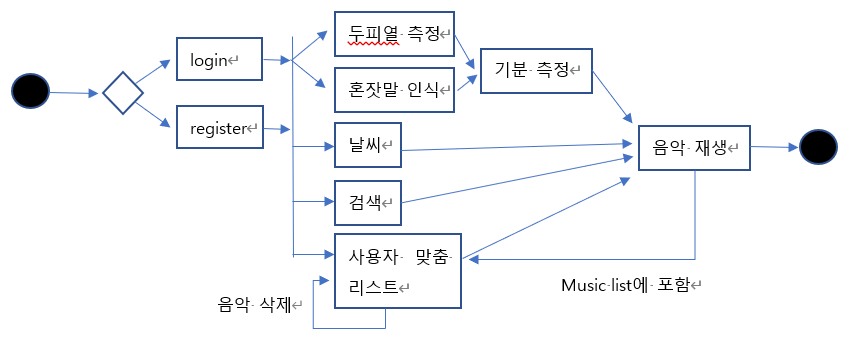 login
register
두피열 측정
혼잣말 인식
기분 측정
날씨
검색
사용자 맞춤
리스트
음악 재생
음악 삭제
Music list에 포함